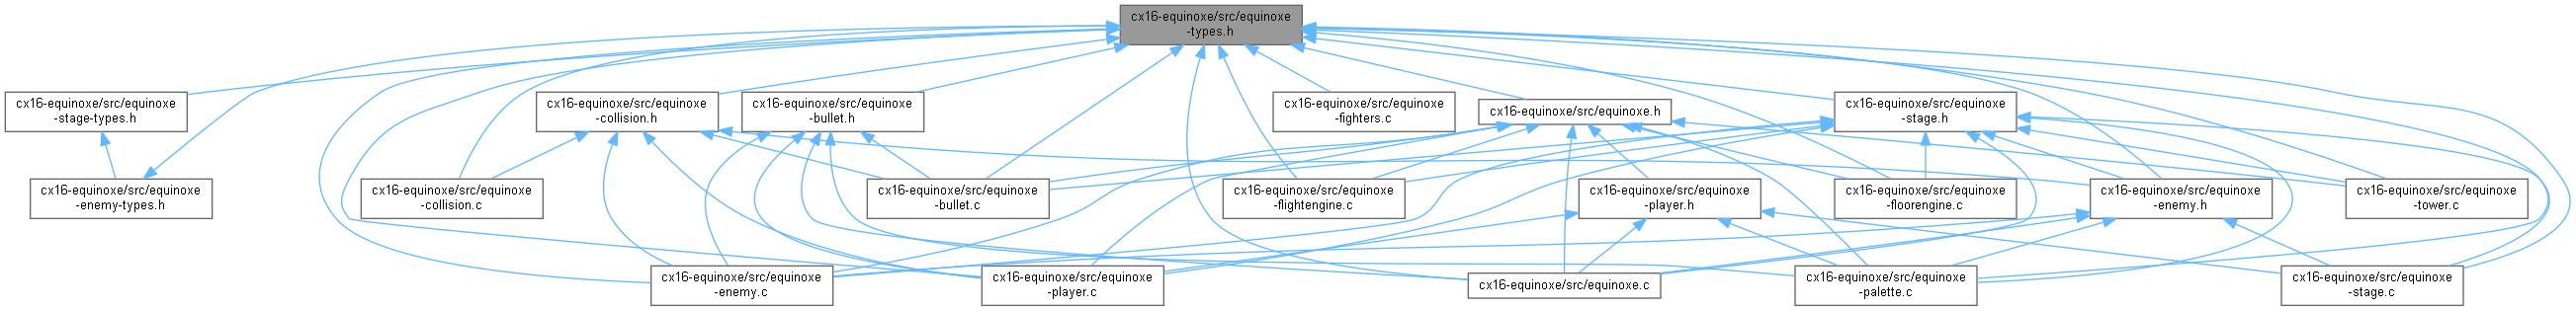 cx16-equinoxe/src/equinoxe
-types.h
cx16-equinoxe/src/equinoxe
-stage-types.h
cx16-equinoxe/src/equinoxe
-collision.h
cx16-equinoxe/src/equinoxe
-bullet.h
cx16-equinoxe/src/equinoxe
-fighters.c
cx16-equinoxe/src/equinoxe.h
cx16-equinoxe/src/equinoxe
-stage.h
cx16-equinoxe/src/equinoxe
-enemy-types.h
cx16-equinoxe/src/equinoxe
-collision.c
cx16-equinoxe/src/equinoxe
-bullet.c
cx16-equinoxe/src/equinoxe
-flightengine.c
cx16-equinoxe/src/equinoxe
-player.h
cx16-equinoxe/src/equinoxe
-floorengine.c
cx16-equinoxe/src/equinoxe
-enemy.h
cx16-equinoxe/src/equinoxe
-tower.c
cx16-equinoxe/src/equinoxe
-enemy.c
cx16-equinoxe/src/equinoxe
-player.c
cx16-equinoxe/src/equinoxe.c
cx16-equinoxe/src/equinoxe
-palette.c
cx16-equinoxe/src/equinoxe
-stage.c